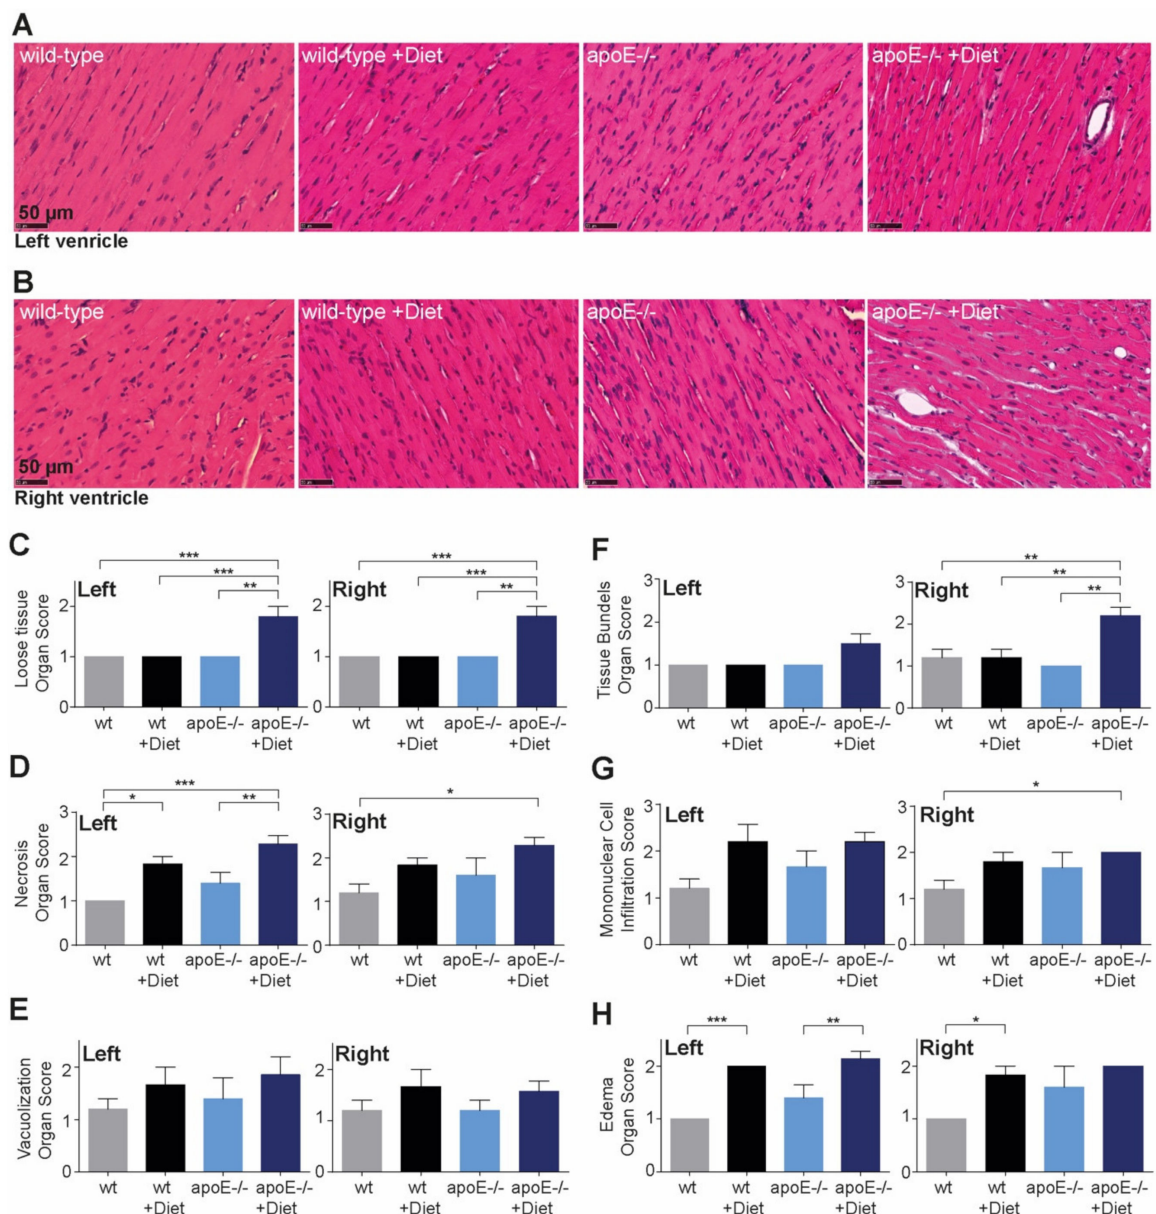 A
wild-type
wild-type +Diet
apoE-/-
apoE-/- +Diet
50 µm
Left venricle
B
wild-type
wild-type +Diet
apoE-/-
apoE-/- +Diet
50 µm
Right ventricle
C
Loose tissue
Organ Score
Left
***
***
**
2
1
0
wt
wt
+Diet
apoE-/-
apoE-/-
+Diet
Right
***
***
**
2
1
0
wt
wt
+Diet
apoE-/-
apoE-/-
+Diet
F
Tissue Bundels
Organ Score
Left
3
2
1
0
wt
wt
+Diet
apoE-/-
apoE-/-
+Diet
Right
**
**
**
3
2
1
0
wt
wt
+Diet
apoE-/-
apoE-/-
+Diet
D
Necrosis
Organ Score
Left
***
*
**
3
2
1
0
wt
wt
+Diet
apoE-/-
apoE-/-
+Diet
Right
*
3
2
1
0
wt
wt
+Diet
apoE-/-
apoE-/-
+Diet
G
Mononuclear Cell
Infiltration Score
Left
3
2
1
0
wt
wt
+Diet
apoE-/-
apoE-/-
+Diet
Right
*
3
2
1
0
wt
wt
+Diet
apoE-/-
apoE-/-
+Diet
E
Vacuolization
Organ Score
Left
2
1
0
wt
wt
+Diet
apoE-/-
apoE-/-
+Diet
Right
2
1
0
wt
wt
+Diet
apoE-/-
apoE-/-
+Diet
H
Edema
Organ Score
Left
***
**
2
1
0
wt
wt
+Diet
apoE-/-
apoE-/-
+Diet
Right
*
2
1
0
wt
wt
+Diet
apoE-/-
apoE-/-
+Diet